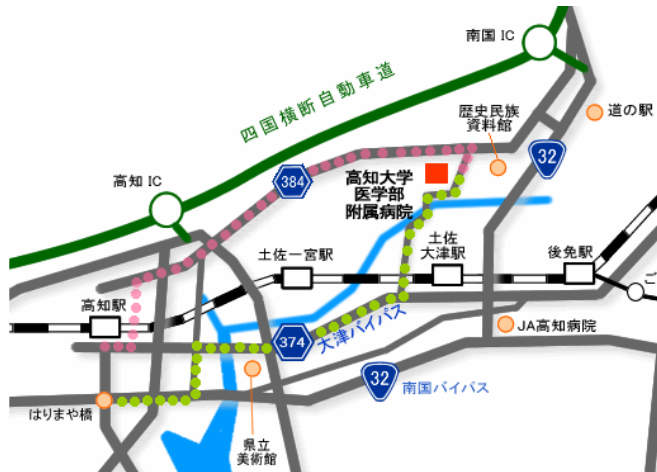 南国 IC
四国横断自動車道
道の駅
歴史民族
資料館
32
384
高知大学
医学部
附属病院
高知 IC
土佐一宮駅
土佐
大津駅
後免駅
ご
高知駅
374
大津バイパス
JA高知病院
32
南国バイパス
はりまや橋
県立
美術館